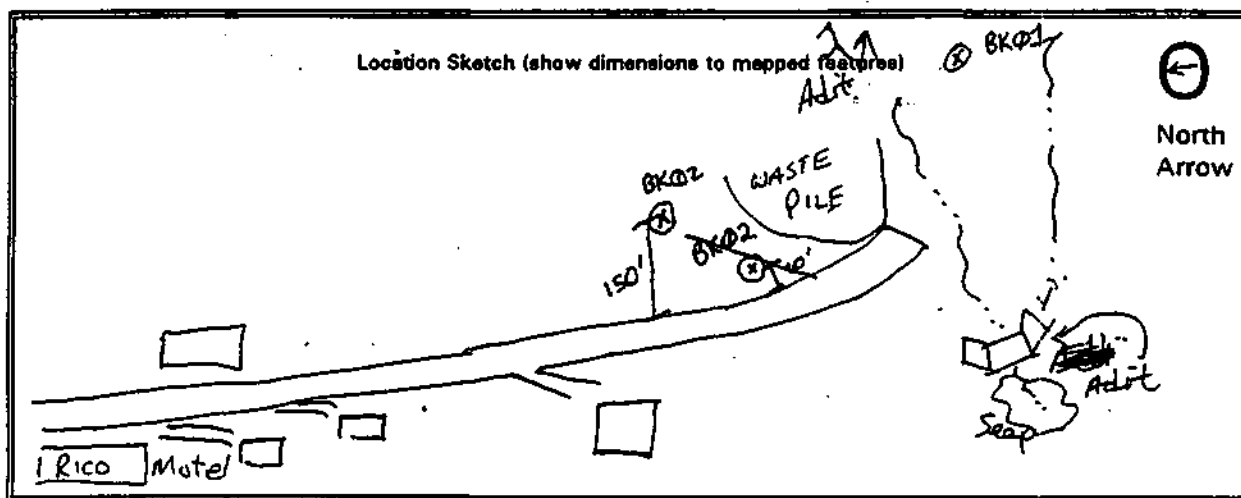 Location Sketch (show dimensions to mapped features)
BKØ1
Adit
North
Arrow
BKØ2
WASTE
PILE
BKØ2
150'
Adit
Seep
RICO Motel